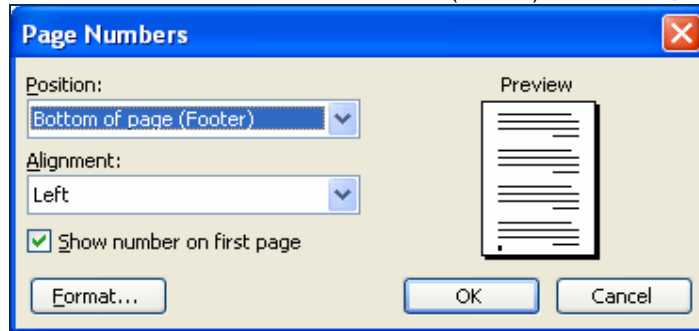 Page Numbers
Position:
Bottom of page (Footer)
Alignment:
Left
Show number on first page
Format...
Preview
OK
Cancel